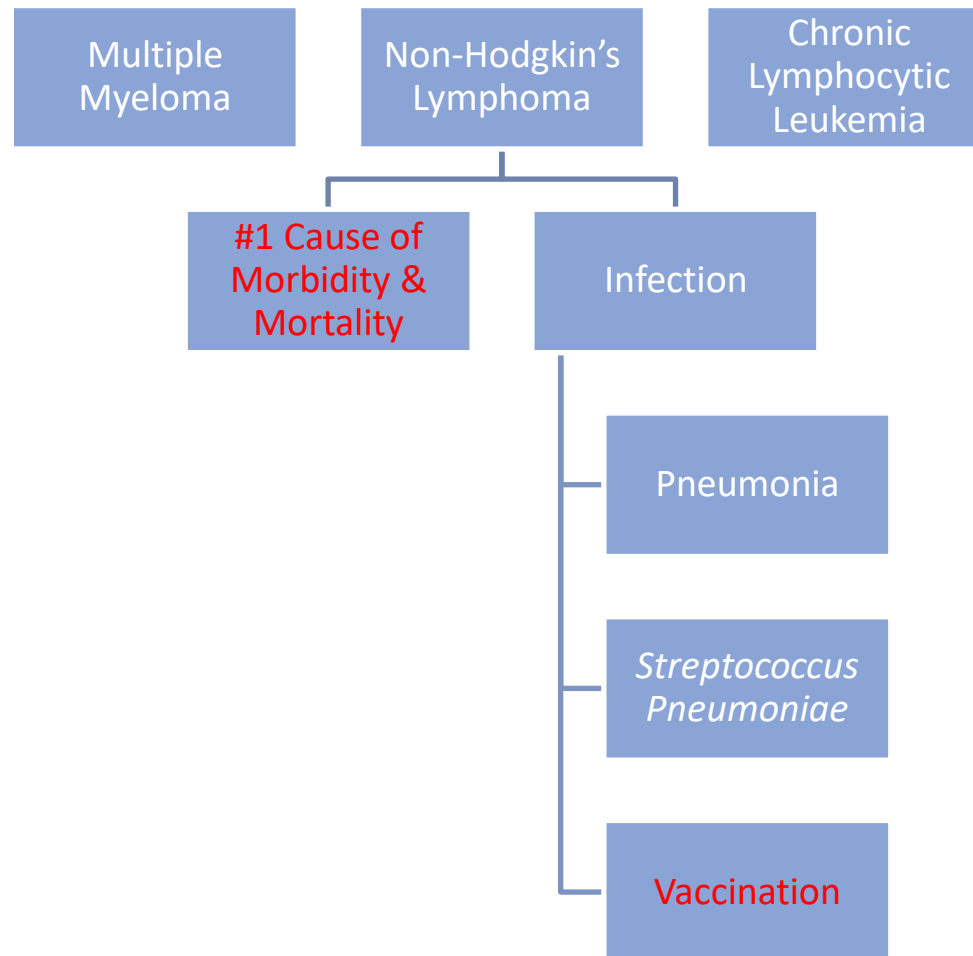 Multiple
Myeloma
Non-Hodgkin’s
Lymphoma
Chronic
Lymphocytic
Leukemia
#1 Cause of
Morbidity &
Mortality
Infection
Pneumonia
Streptococcus
Pneumoniae
Vaccination